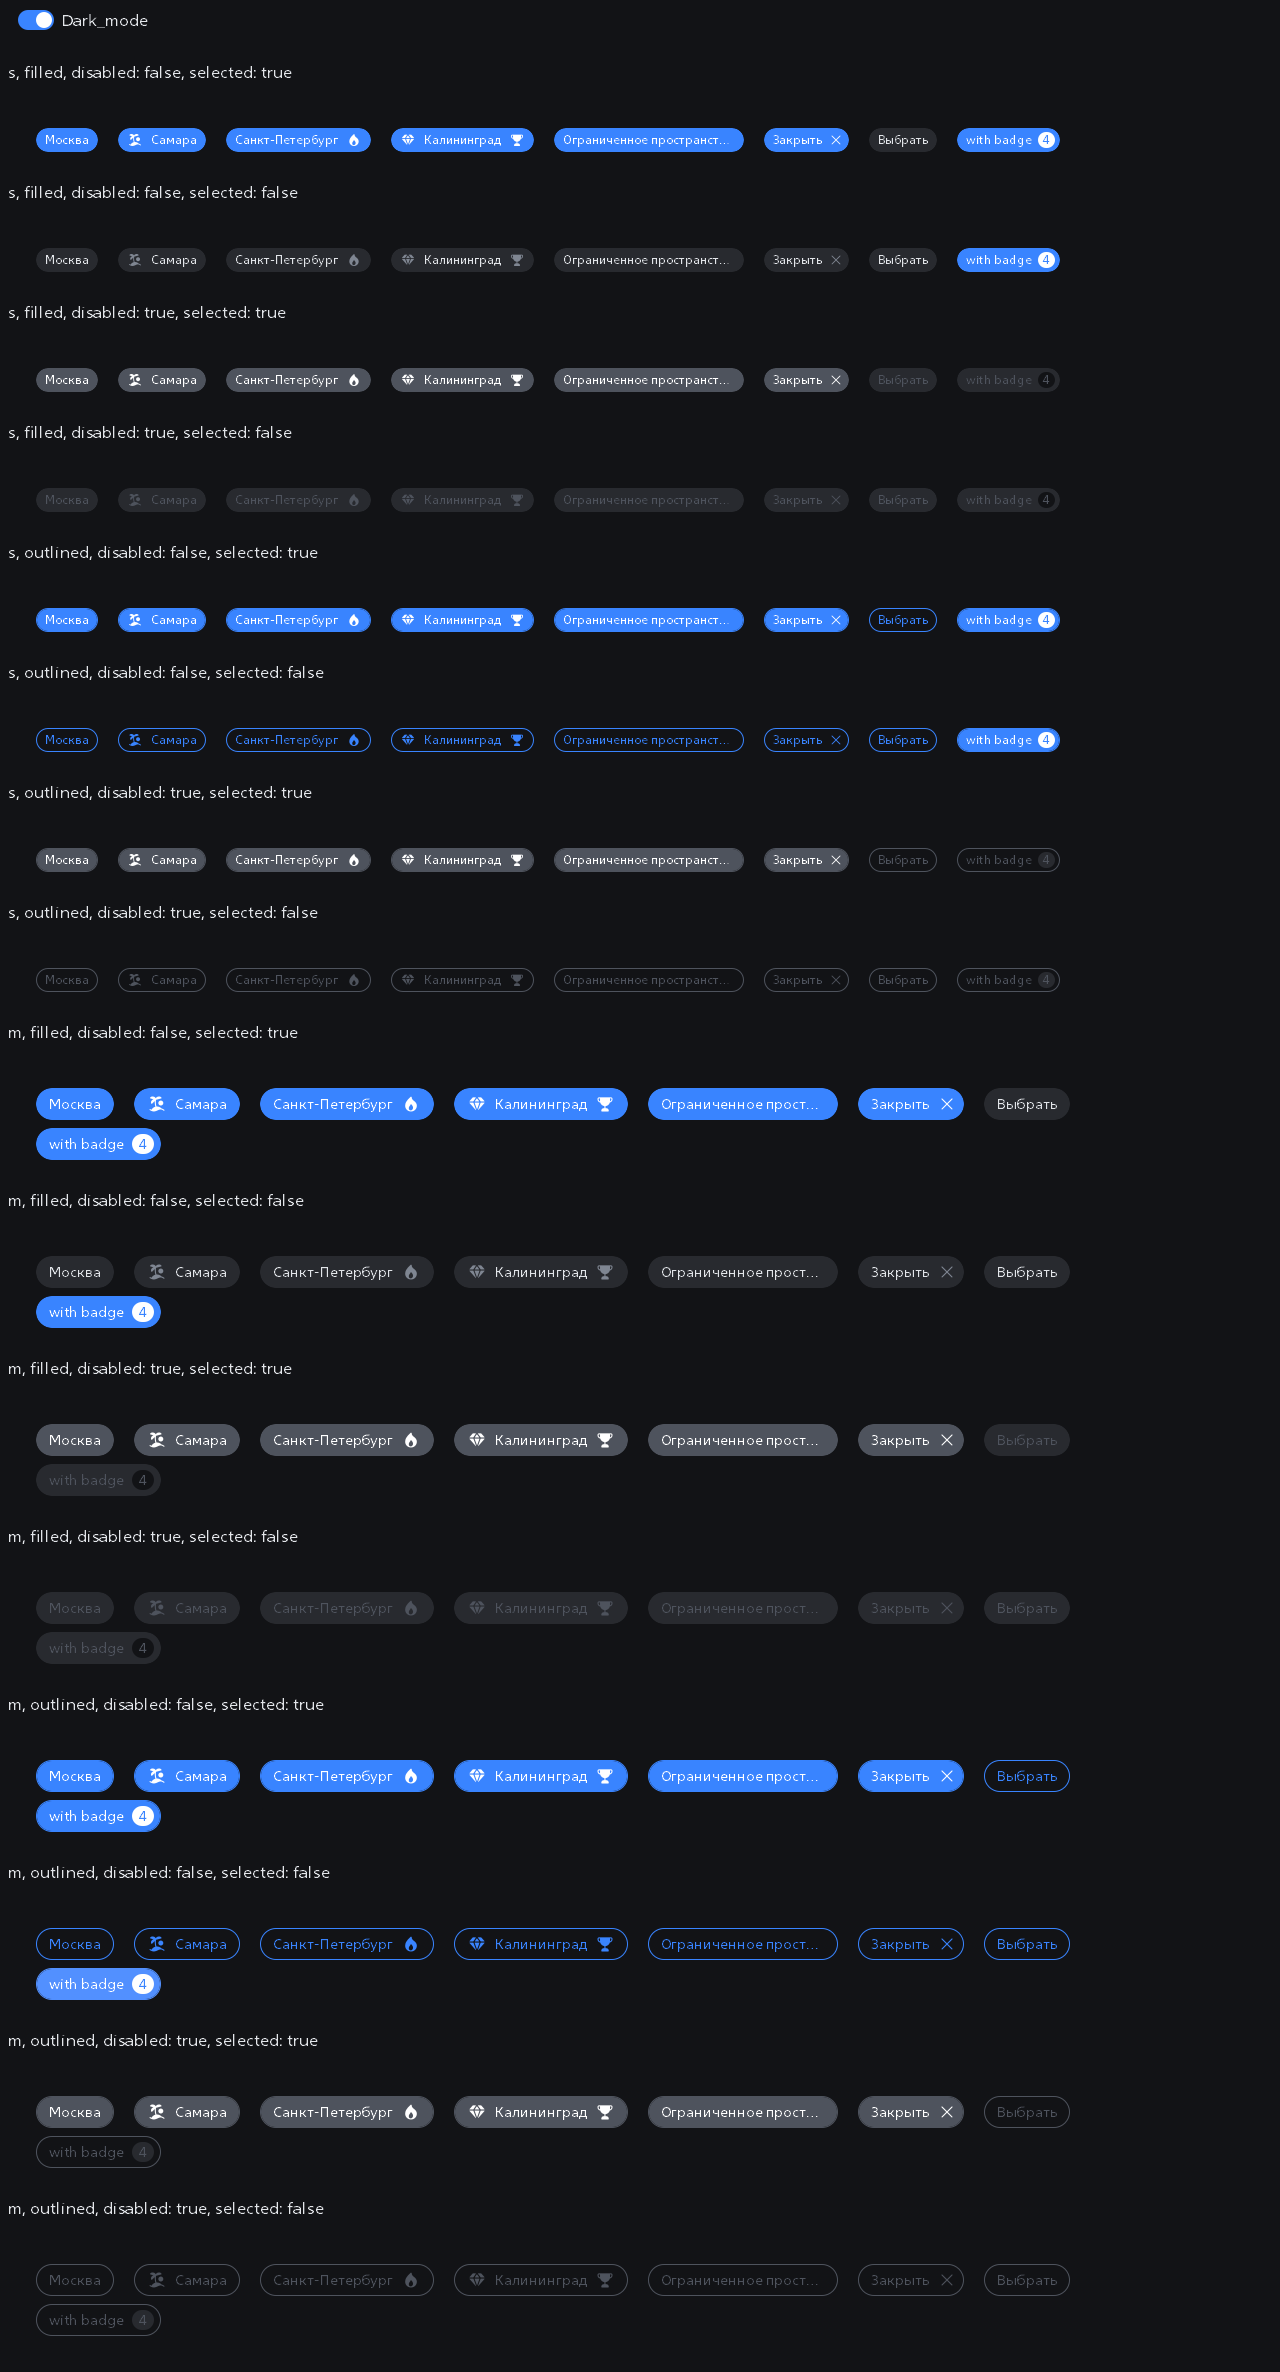 Dark_mode
s, filled, disabled: false, selected: true
Москва Самара Санкт-Петербург Калининград Ограниченное пространст... Закрыть Выбрать with badge 4
s, filled, disabled: false, selected: false
Москва Самара Санкт-Петербург Калининград Ограниченное пространст... Закрыть Выбрать with badge 4
s, filled, disabled: true, selected: true
Москва Самара Санкт-Петербург Калининград Ограниченное пространст... Закрыть Выбрать with badge 4
s, filled, disabled: true, selected: false
Москва Самара Санкт-Петербург Калининград Ограниченное пространст... Закрыть Выбрать with badge 4
s, outlined, disabled: false, selected: true
Москва Самара Санкт-Петербург Калининград Ограниченное пространст... Закрыть Выбрать with badge 4
s, outlined, disabled: false, selected: false
Москва Самара Санкт-Петербург Калининград Ограниченное пространст... Закрыть Выбрать with badge 4
s, outlined, disabled: true, selected: true
Москва Самара Санкт-Петербург Калининград Ограниченное пространст... Закрыть Выбрать with badge 4
s, outlined, disabled: true, selected: false
Москва Самара Санкт-Петербург Калининград Ограниченное пространст... Закрыть Выбрать with badge 4
m, filled, disabled: false, selected: true
Москва Самара Санкт-Петербург Калининград Ограниченное прост... Закрыть Выбрать
with badge 4
m, filled, disabled: false, selected: false
Москва Самара Санкт-Петербург Калининград Ограниченное прост... Закрыть Выбрать
with badge 4
m, filled, disabled: true, selected: true
Москва Самара Санкт-Петербург Калининград Ограниченное прост... Закрыть Выбрать
with badge 4
m, filled, disabled: true, selected: false
Москва Самара Санкт-Петербург Калининград Ограниченное прост... Закрыть Выбрать
with badge 4
m, outlined, disabled: false, selected: true
Москва Самара Санкт-Петербург Калининград Ограниченное прост... Закрыть Выбрать
with badge 4
m, outlined, disabled: false, selected: false
Москва Самара Санкт-Петербург Калининград Ограниченное прост... Закрыть Выбрать
with badge 4
m, outlined, disabled: true, selected: true
Москва Самара Санкт-Петербург Калининград Ограниченное прост... Закрыть Выбрать
with badge 4
m, outlined, disabled: true, selected: false
Москва Самара Санкт-Петербург Калининград Ограниченное прост... Закрыть Выбрать
with badge 4